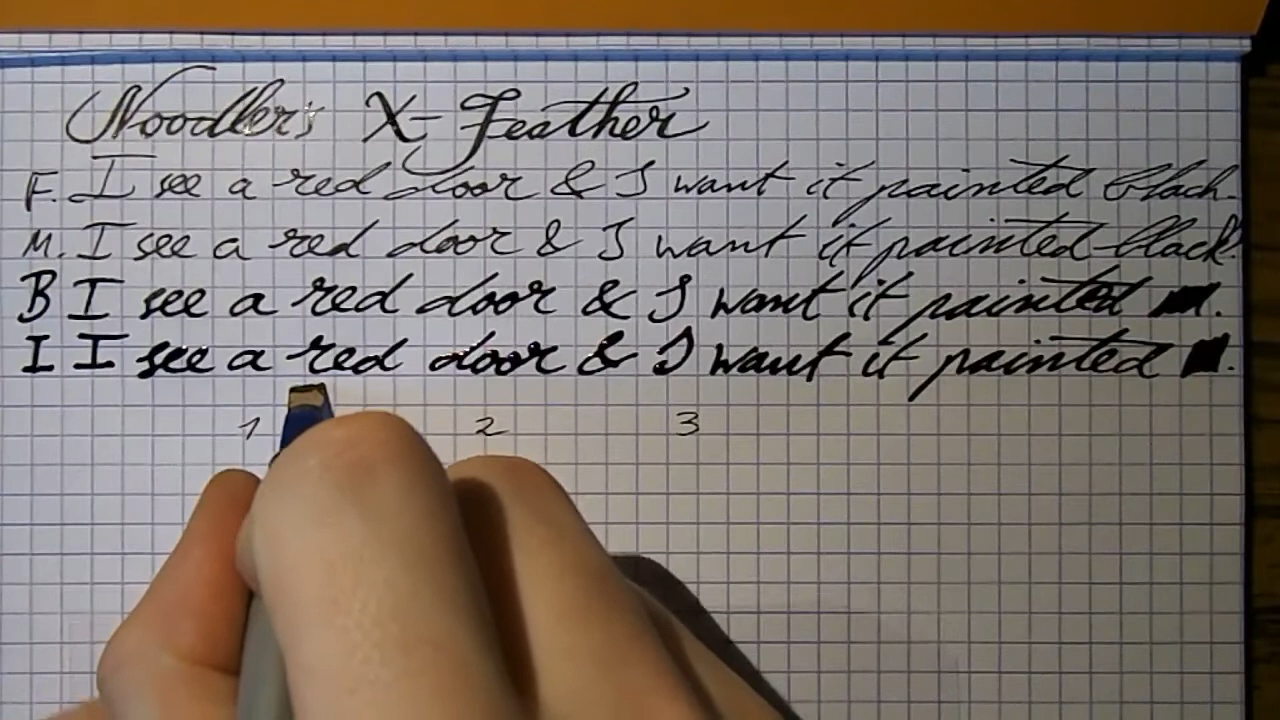 Noodler's X-Feather
F. I see a red door & I want it painted black.
M. I see a red door & I want it painted black.
B I see a red door & I want it painted .
I I see a red door & I want it painted .
1 2 3